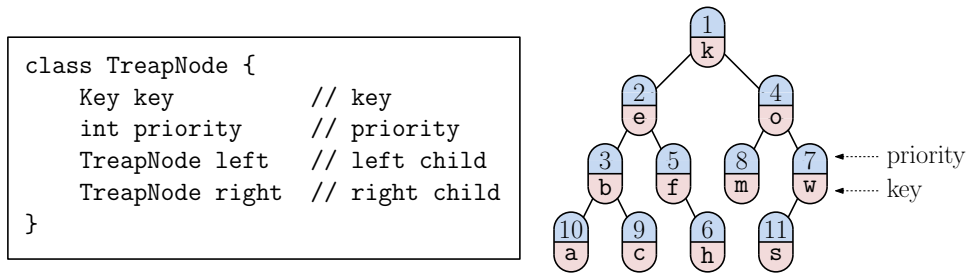 class TreapNode {
Key key // key
int priority // priority
TreapNode left // left child
TreapNode right // right child
}
1
k
2
e
4
o
3
b
5
f
8
m
7
w
priority
key
10
a
9
c
6
h
11
s